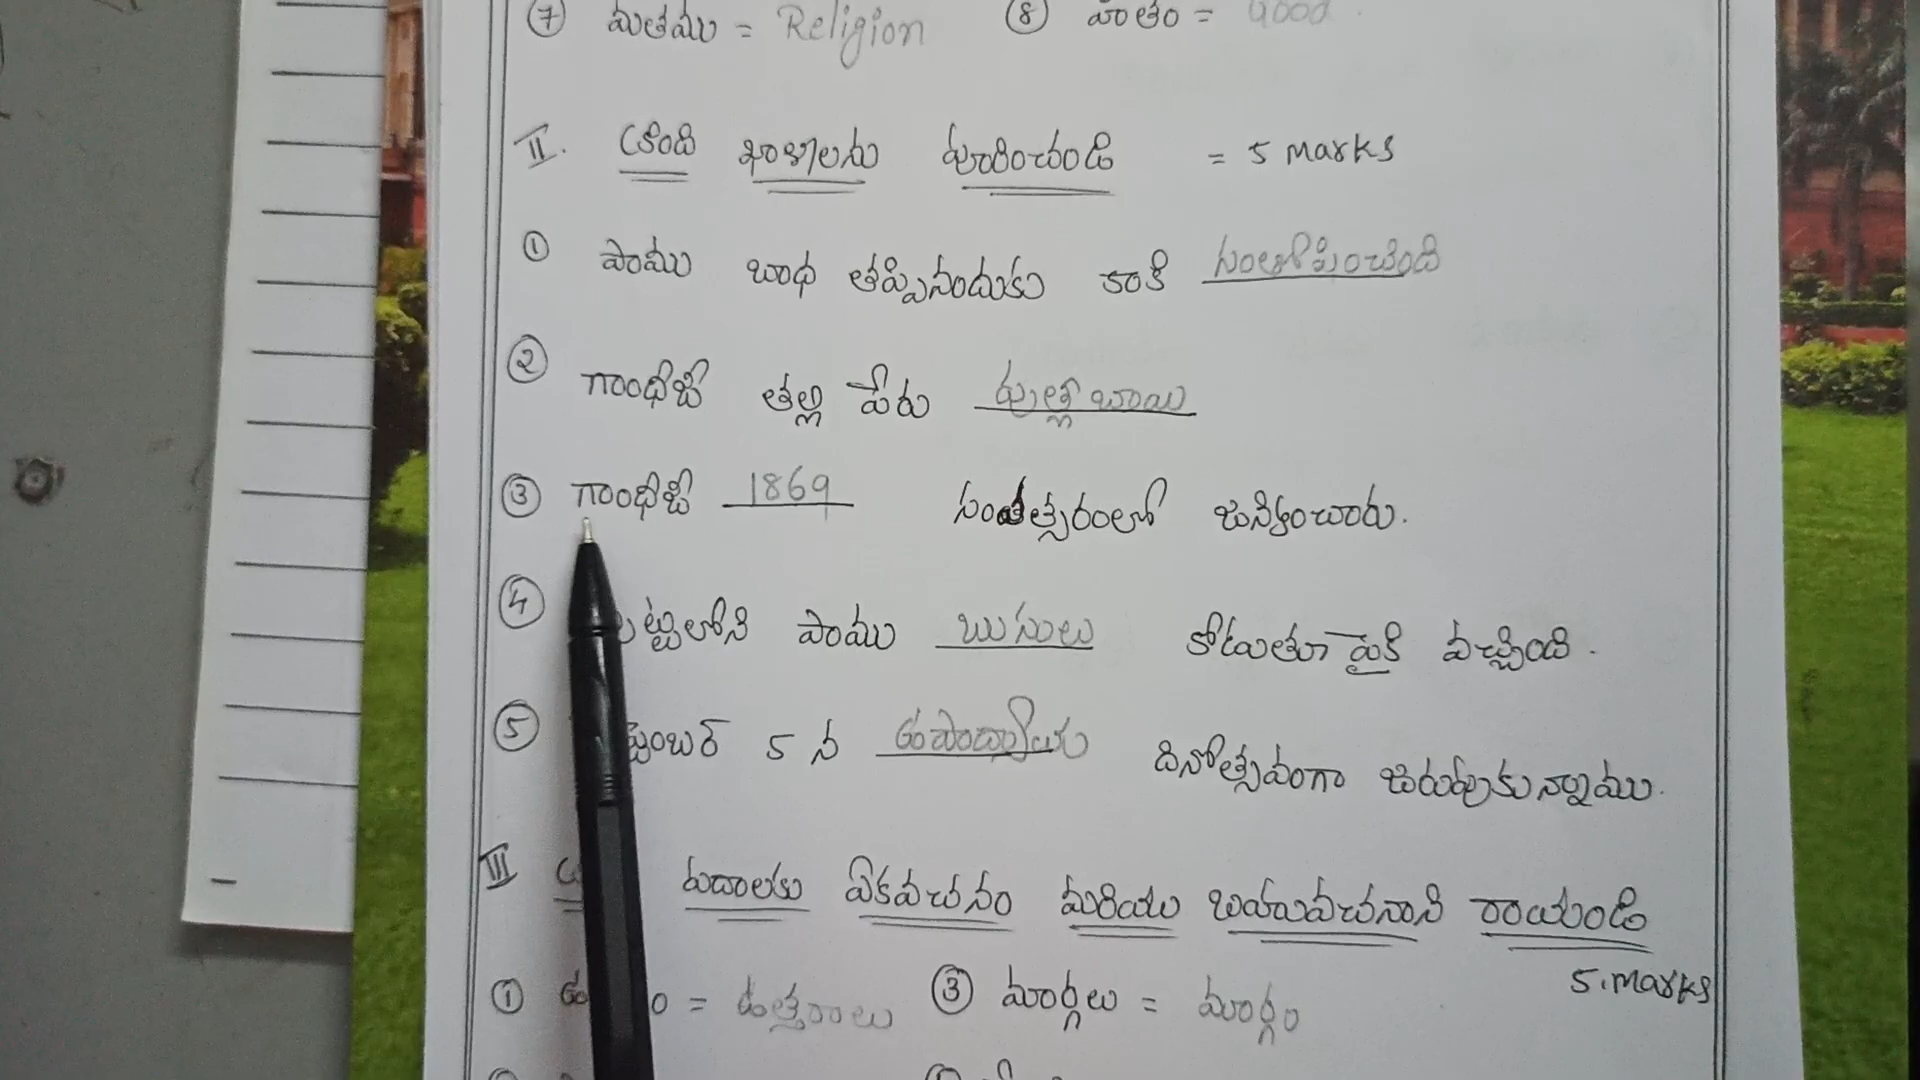 ⑦ మతము = Religion ⑧ హితం = Good
II. క్రింది ఖాళీలను పూరించండి = 5 marks
① పాము బాధ తప్పినందుకు కాకి సంతోషించింది
② గాంధీజీ తల్లి పేరు పుత్లీబాయి
③ గాంధీజీ 1869 సంవత్సరంలో జన్మించారు.
④ పాము బుసలు కోడుతూ పైకి వచ్చింది.
⑤ 5 న ఉపాధ్యాయ దినోత్సవంగా జరుపుకున్నాము.
III పదాలకు ఏకవచనం మరియు బహువచనాని రాయండి
5.marks
① = ఉత్తరాలు ③ మార్గాలు = మార్గం